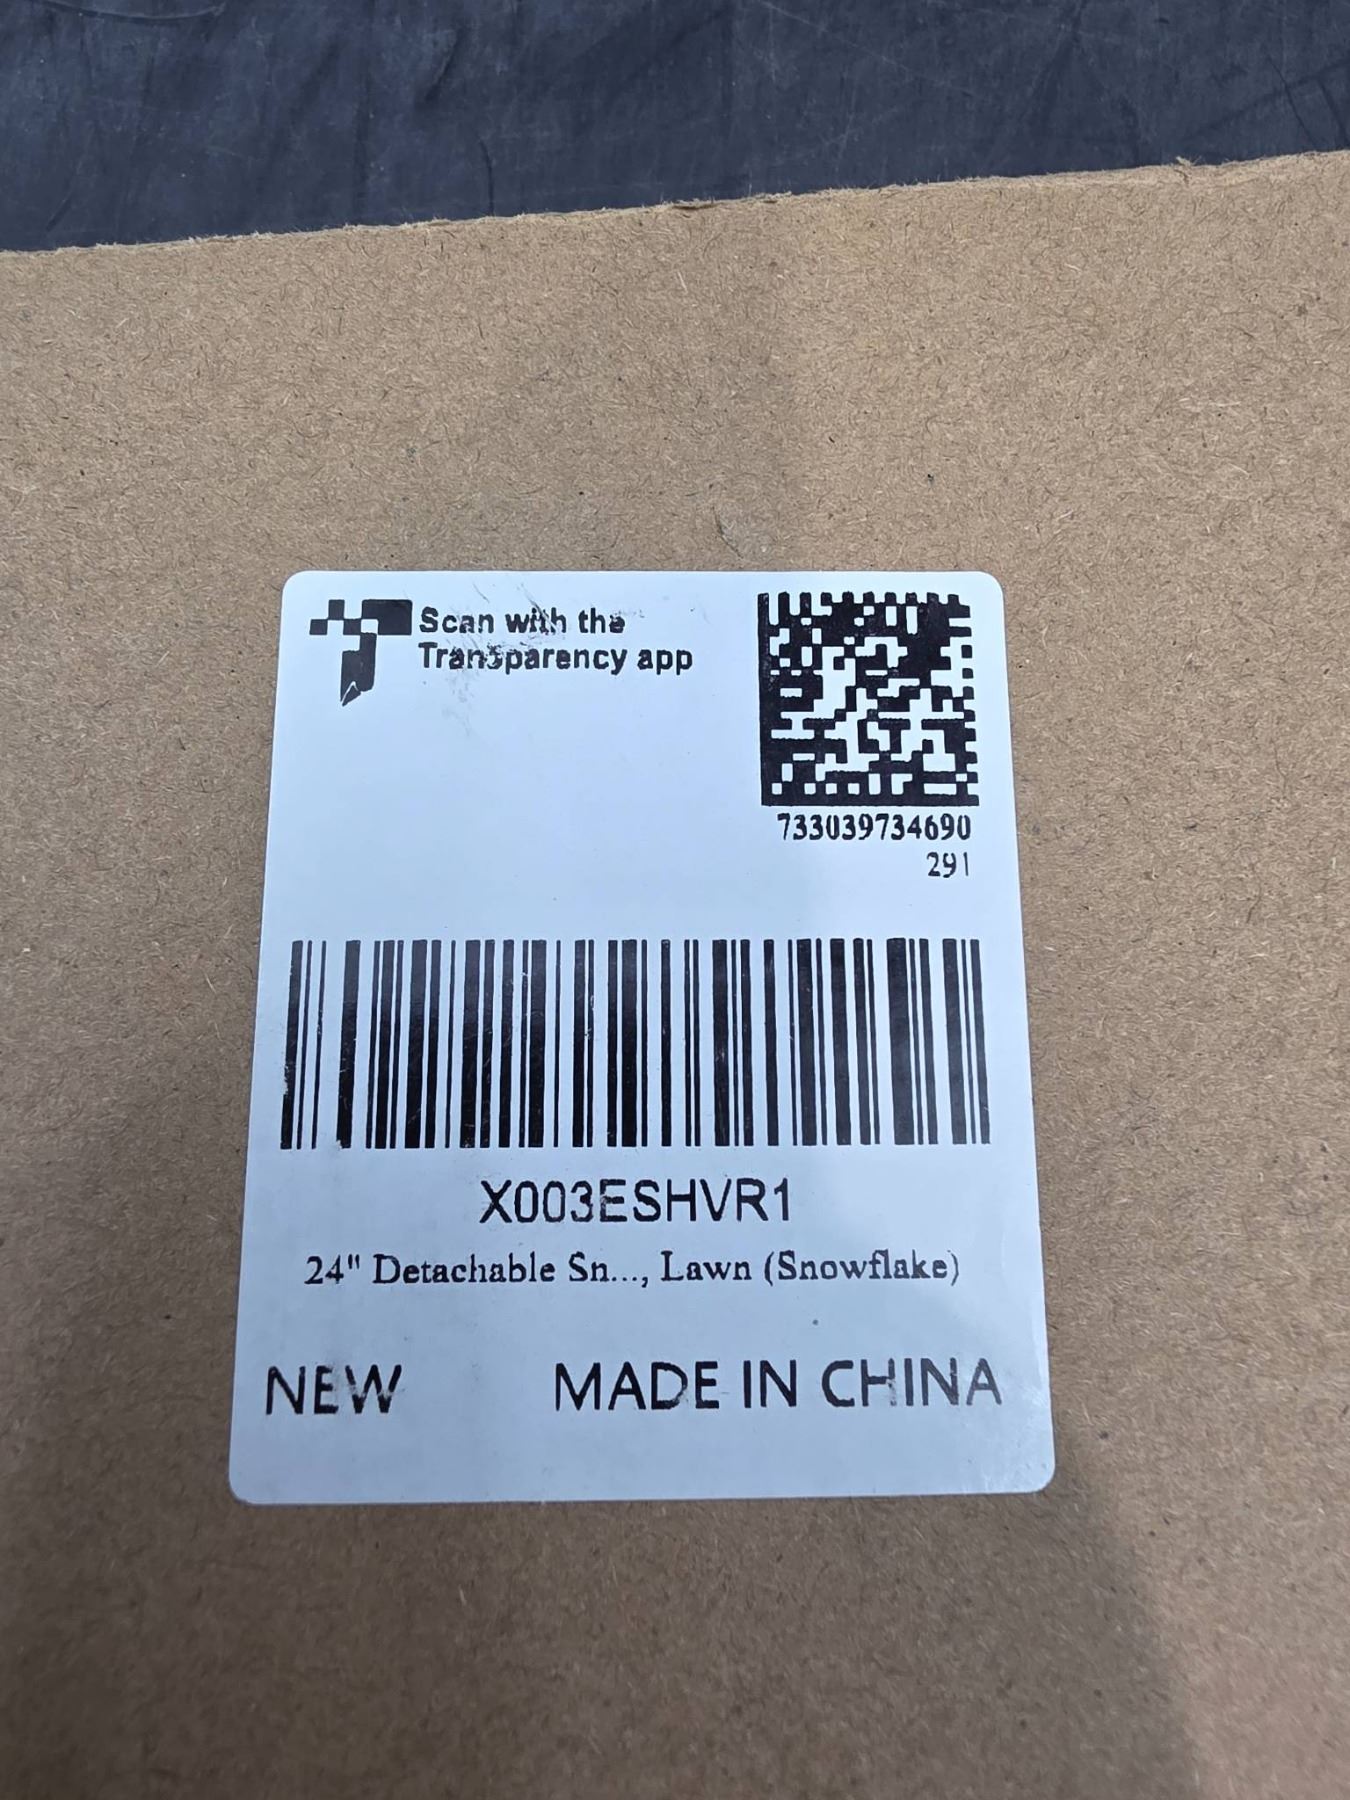 Scan with the
Transparency app
733039734690
291
X003ESHVR1
24" Detachable Sn..., Lawn (Snowflake)
NEW
MADE IN CHINA